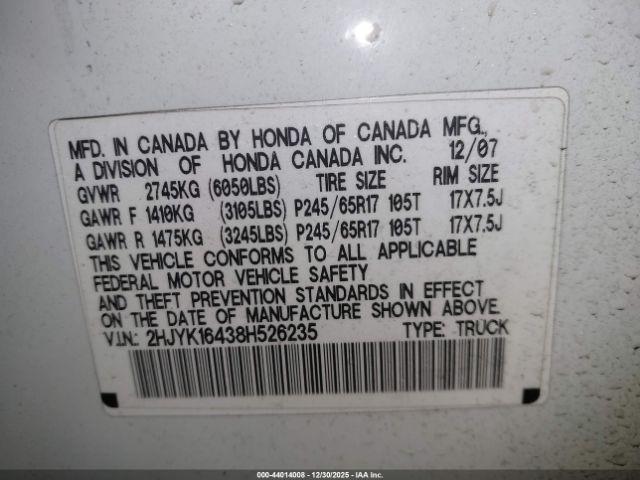 MFD. IN CANADA BY HONDA OF CANADA MFG.,
A DIVISION OF HONDA CANADA INC. 12/07
GVWR 2745KG (6050LBS) TIRE SIZE RIM SIZE
GAWR F 1410KG (3105LBS) P245/65R17 105T 17X7.5J
GAWR R 1475KG (3245LBS) P245/65R17 105T 17X7.5J
THIS VEHICLE CONFORMS TO ALL APPLICABLE
FEDERAL MOTOR VEHICLE SAFETY
AND THEFT PREVENTION STANDARDS IN EFFECT
ON THE DATE OF MANUFACTURE SHOWN ABOVE.
V.I.N.: 2HJYK16438H526235 TYPE: TRUCK
000-44014008 - 12/30/2025 - IAA Inc.